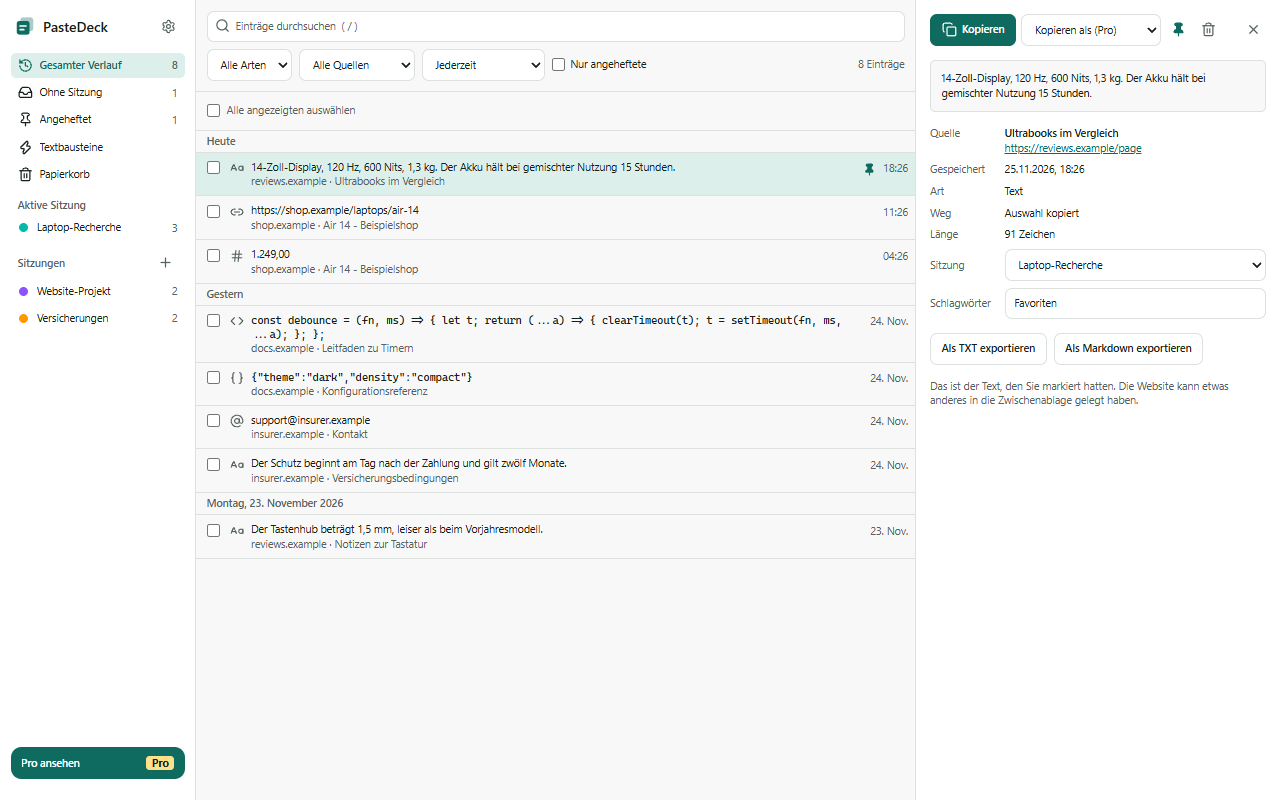 PasteDeck
Gesamter Verlauf 8
Ohne Sitzung 1
Angeheftet 1
Textbausteine
Papierkorb
Aktive Sitzung
Laptop-Recherche 3
Sitzungen
Website-Projekt 2
Versicherungen 2
Pro ansehen Pro
Einträge durchsuchen ( / )
Alle Arten Alle Quellen Jederzeit Nur angeheftete 8 Einträge
Alle angezeigten auswählen
Heute
Aa 14-Zoll-Display, 120 Hz, 600 Nits, 1,3 kg. Der Akku hält bei gemischter Nutzung 15 Stunden. 18:26
reviews.example · Ultrabooks im Vergleich
https://shop.example/laptops/air-14 11:26
shop.example · Air 14 - Beispielshop
# 1.249,00 04:26
shop.example · Air 14 - Beispielshop
Gestern
<> const debounce = (fn, ms) => { let t; return (...a) => { clearTimeout(t); t = setTimeout(fn, ms, 24. Nov.
...a); }; };
docs.example · Leitfaden zu Timern
{} {"theme":"dark","density":"compact"} 24. Nov.
docs.example · Konfigurationsreferenz
@ support@insurer.example 24. Nov.
insurer.example · Kontakt
Aa Der Schutz beginnt am Tag nach der Zahlung und gilt zwölf Monate. 24. Nov.
insurer.example · Versicherungsbedingungen
Montag, 23. November 2026
Aa Der Tastenhub beträgt 1,5 mm, leiser als beim Vorjahresmodell. 23. Nov.
reviews.example · Notizen zur Tastatur
Kopieren Kopieren als (Pro)
14-Zoll-Display, 120 Hz, 600 Nits, 1,3 kg. Der Akku hält bei
gemischter Nutzung 15 Stunden.
Quelle Ultrabooks im Vergleich
https://reviews.example/page
Gespeichert 25.11.2026, 18:26
Art Text
Weg Auswahl kopiert
Länge 91 Zeichen
Sitzung Laptop-Recherche
Schlagwörter Favoriten
Als TXT exportieren Als Markdown exportieren
Das ist der Text, den Sie markiert hatten. Die Website kann etwas
anderes in die Zwischenablage gelegt haben.